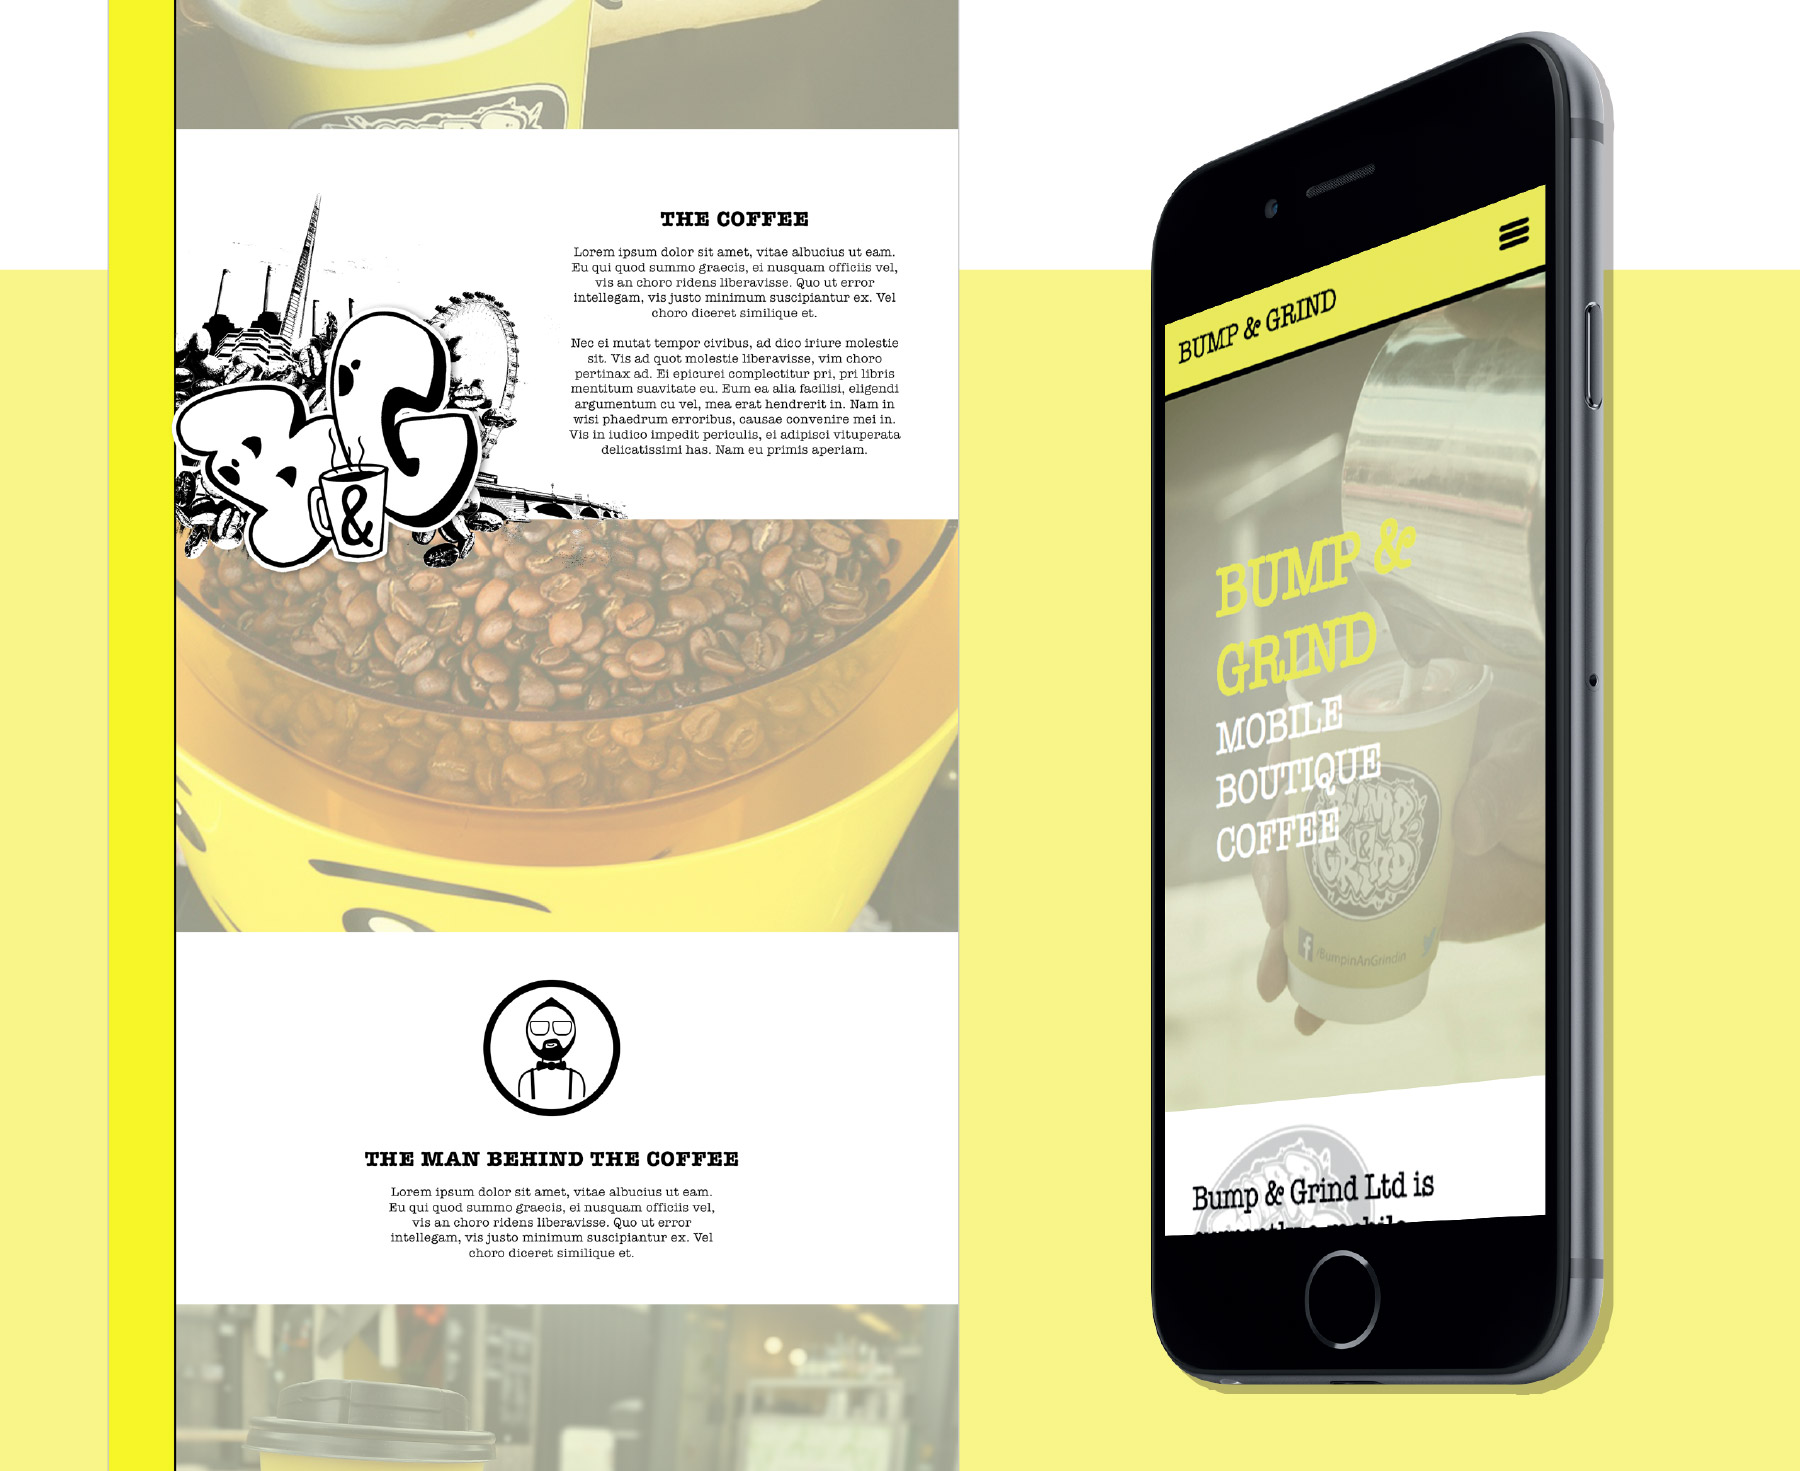 THE COFFEE
Lorem ipsum dolor sit amet, vitae albucius ut eam.
Eu qui quod summo graecis, ei nusquam officiis vel,
vis an choro ridens liberavisse. Quo ut error
intellegam, vis justo minimum suscipiantur ex. Vel
choro diceret similique et.
Nec ei mutat tempor civibus, ad dico iriure molestie
sit. Vis ad quot molestie liberavisse, vim choro
pertinax ad. Ei epicurei complectitur pri, pri libris
mentitum suavitate eu. Eum ea alia facilisi, eligendi
argumentum cu vel, mea erat hendrerit in. Nam in
wisi phaedrum erroribus, causae convenire mei in.
Vis in iudico impedit periculis, ei adipisci vituperata
delicatissimi has. Nam eu primis aperiam.
B&G
THE MAN BEHIND THE COFFEE
Lorem ipsum dolor sit amet, vitae albucius ut eam.
Eu qui quod summo graecis, ei nusquam officiis vel,
vis an choro ridens liberavisse. Quo ut error
intellegam, vis justo minimum suscipiantur ex. Vel
choro diceret similique et.
BUMP & GRIND
BUMP &
GRIND
MOBILE
BOUTIQUE
COFFEE
BUMP
&
GRIND
/BumpinAnGrindin
Bump & Grind Ltd is
currently a mobile